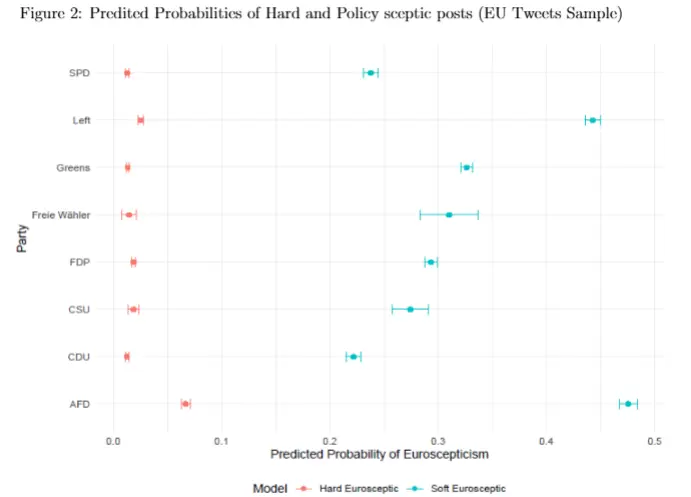 Figure 2: Predited Probabilities of Hard and Policy sceptic posts (EU Tweets Sample)
SPD
Left
Greens
Freie Wähler
FDP
CSU
CDU
AFD
Party
0.0 0.1 0.2 0.3 0.4 0.5
Predicted Probability of Euroscepticism
Model Hard Eurosceptic Soft Eurosceptic